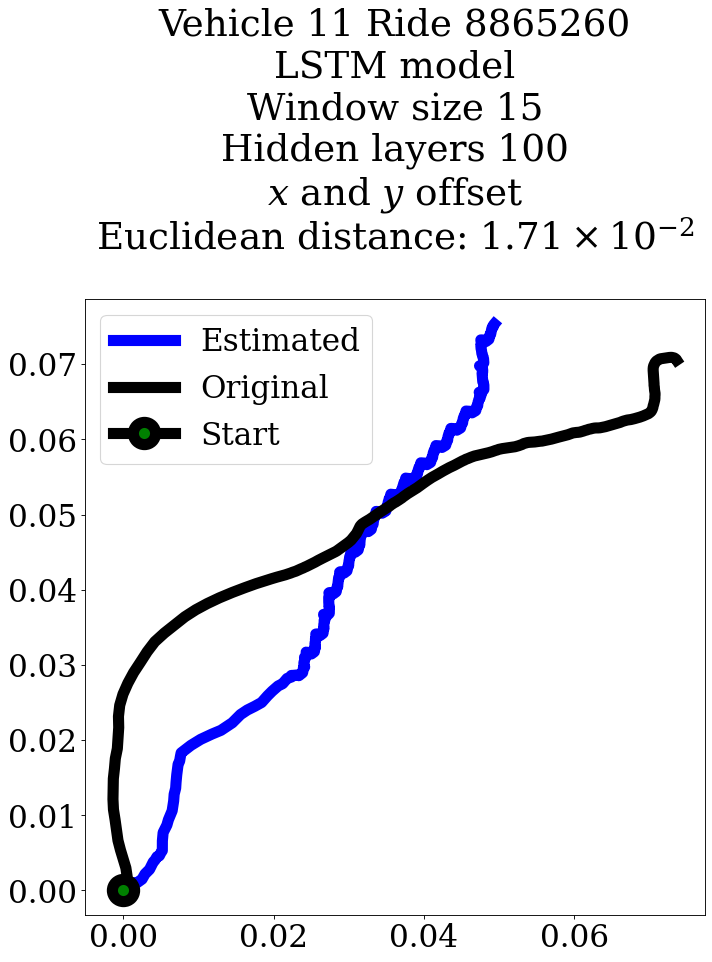 Vehicle 11 Ride 8865260
LSTM model
Window size 15
Hidden layers 100
x and y offset
Euclidean distance: 1.71 × 10⁻²
Estimated
Original
Start
0.07
0.06
0.05
0.04
0.03
0.02
0.01
0.00
0.00 0.02 0.04 0.06